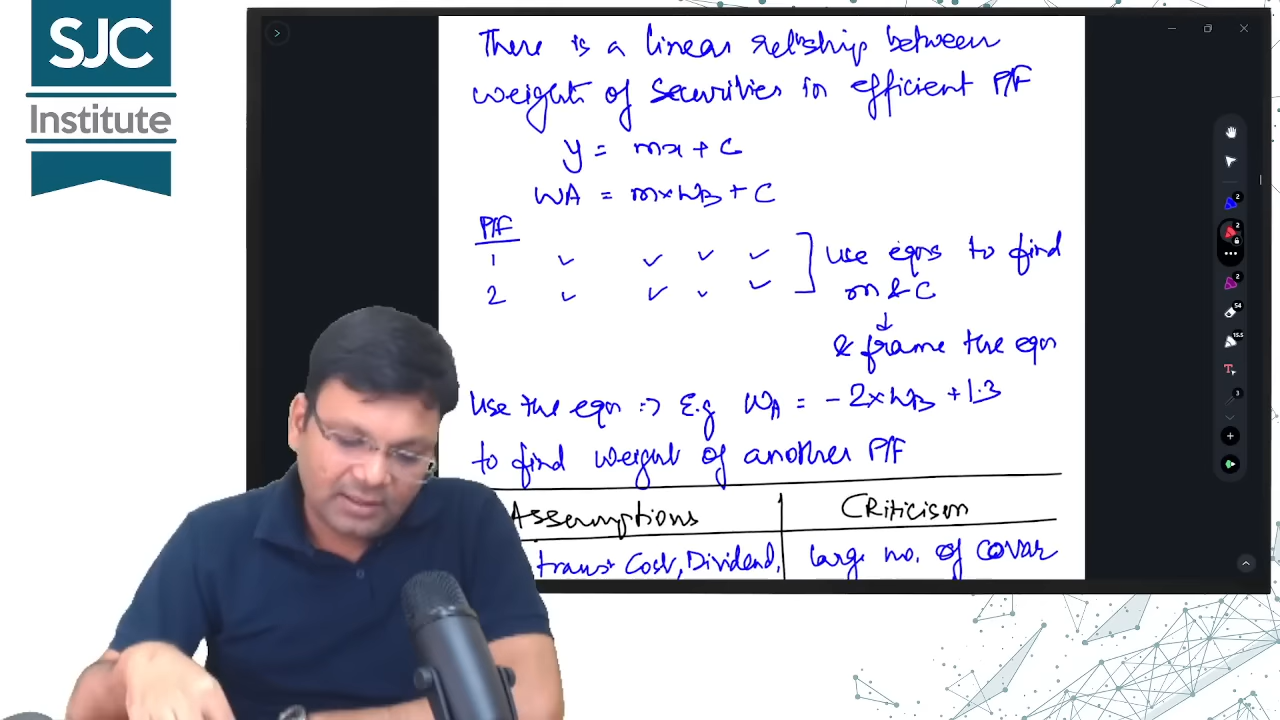 SJC
Institute
There is a linear relnship between
weights of securities in efficient P/F
y = mx + C
WA = m×WB + C
P/F
1 ✓ ✓ ✓ ✓
2 ✓ ✓ ✓ ✓
use eqns to find
m & C
↓
& frame the eqn
Use the eqn => E.g WA = -2×WB + 1.3
to find weight of another P/F
Assumptions
Criticism
trans. Cost, Dividend,
large no. of covar